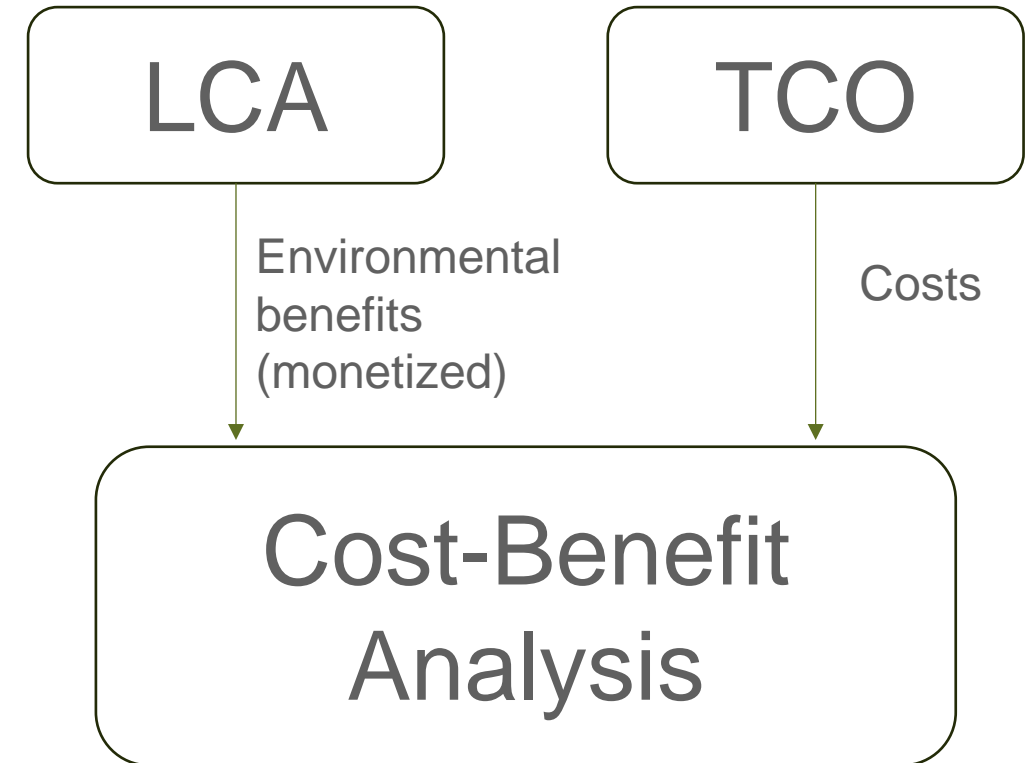 LCA
TCO
Environmental
benefits
(monetized)
Costs
Cost-Benefit
Analysis